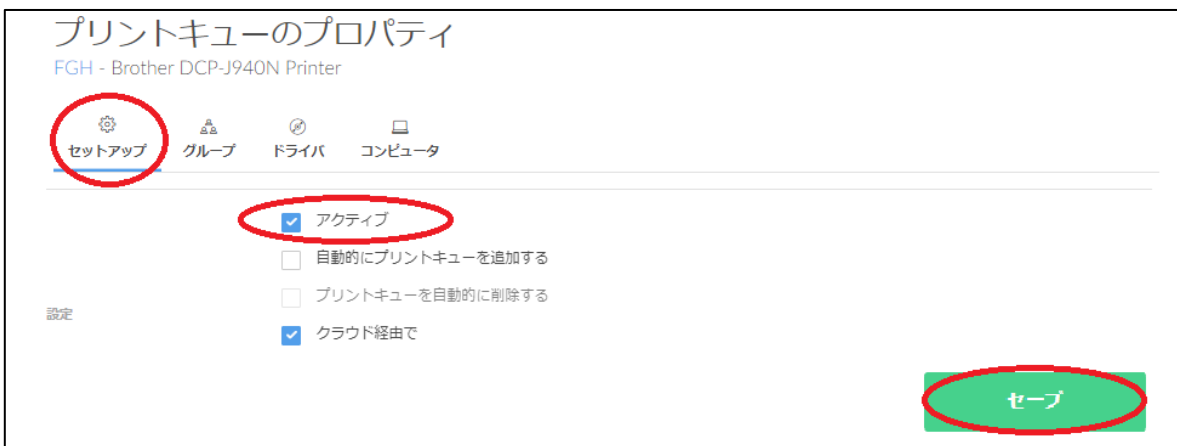 プリントキューのプロパティ
FGH - Brother DCP-J940N Printer
セットアップ グループ ドライバ コンピュータ
アクティブ
自動的にプリントキューを追加する
プリントキューを自動的に削除する
設定
クラウド経由で
セーブ